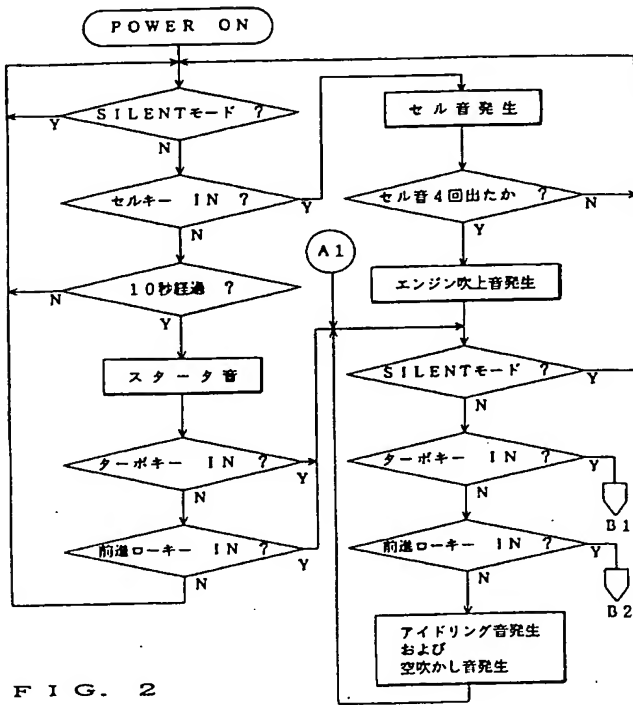 POWER ON
SILENTモード ?
Y
N
セルキー IN ?
Y
N
10秒経過 ?
N
Y
スタータ音
ターボキー IN ?
Y
N
前進ローキー IN ?
Y
N
セル音発生
セル音4回出たか ?
N
Y
A1
エンジン吹上音発生
SILENTモード ?
Y
N
ターボキー IN ?
Y
N
B1
前進ローキー IN ?
Y
N
B2
アイドリング音発生
および
空吹かし音発生
FIG. 2